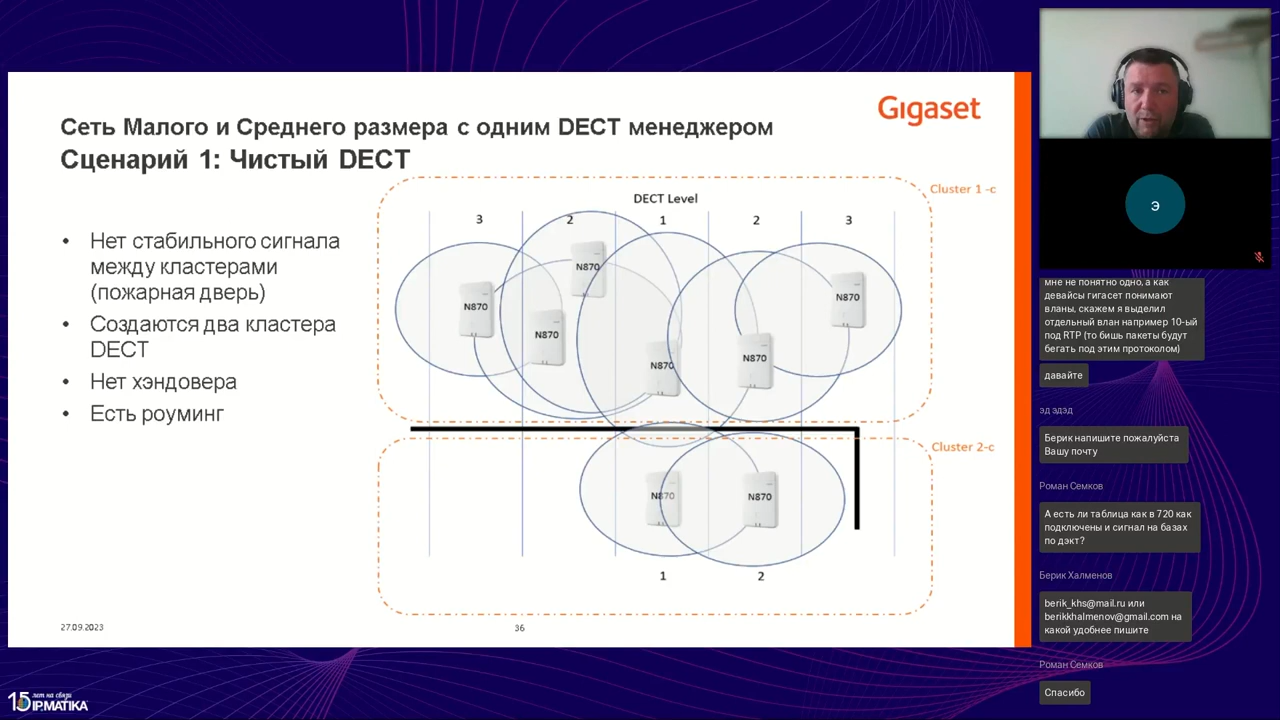 Gigaset
Сеть Малого и Среднего размера с одним DECT менеджером
Сценарий 1: Чистый DECT
• Нет стабильного сигнала
между кластерами
(пожарная дверь)
• Создаются два кластера
DECT
• Нет хэндовера
• Есть роуминг
Cluster 1 -c
DECT Level
3
2
1
2
3
N870
N870
N870
N870
N870
N870
Cluster 2-c
N870
N870
1
2
27.09.2023
36
15 лет на связи
IPMATIKA
Э
мне не понятно одно, а как
девайсы гигасет понимают
вланы, скажем я выделил
отдельный влан например 10-ый
под RTP (то бишь пакеты будут
бегать под этим протоколом)
давайте
эд эдэд
Берик напишите пожалуйста
Вашу почту
Роман Семков
А есть ли таблица как в 720 как
подключены и сигнал на базах
по дэкт?
Берик Халменов
berik_khs@mail.ru или
berikkhalmenov@gmail.com на
какой удобнее пишите
Роман Семков
Спасибо